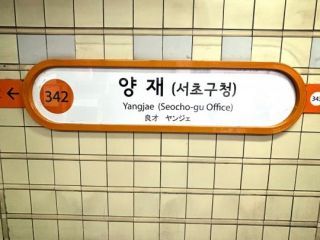 ←
342
양 재 (서초구청)
Yangjae (Seocho-gu Office)
良才 ヤンジェ